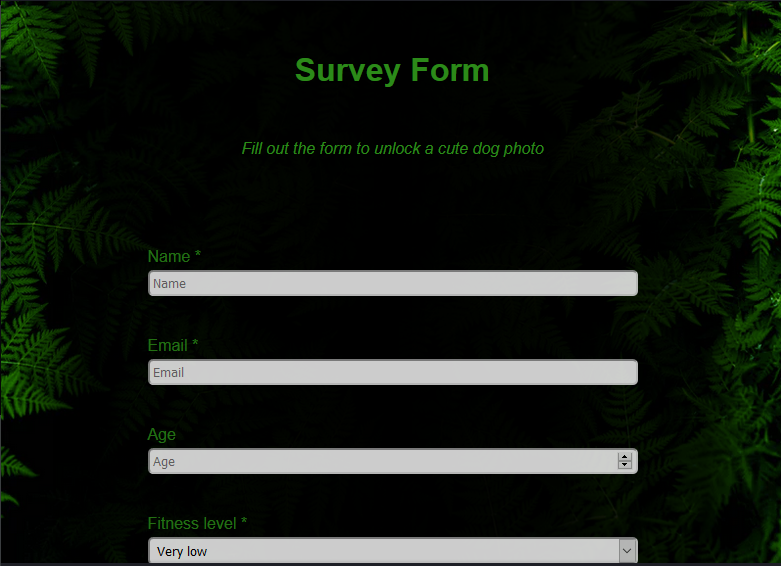 Survey Form
Fill out the form to unlock a cute dog photo
Name *
Name
Email *
Email
Age
Age
Fitness level *
Very low